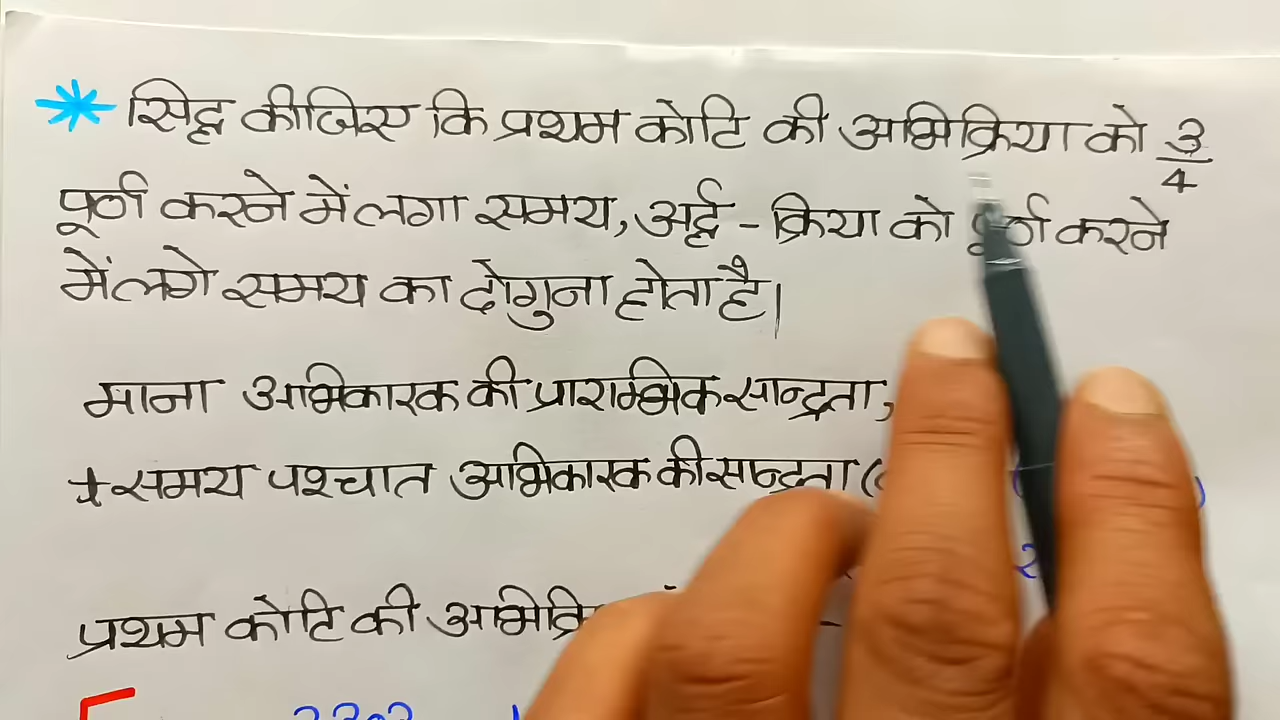 * सिद्ध कीजिए कि प्रथम कोटि की अभिक्रिया को 3/4
पूर्ण करने में लगा समय, अर्द्ध - क्रिया को पूर्ण करने
में लगे समय का दोगुना होता है।
माना अभिकारक की प्रारम्भिक सान्द्रता,
t समय पश्चात अभिकारक की सान्द्रता (
प्रथम कोटि की